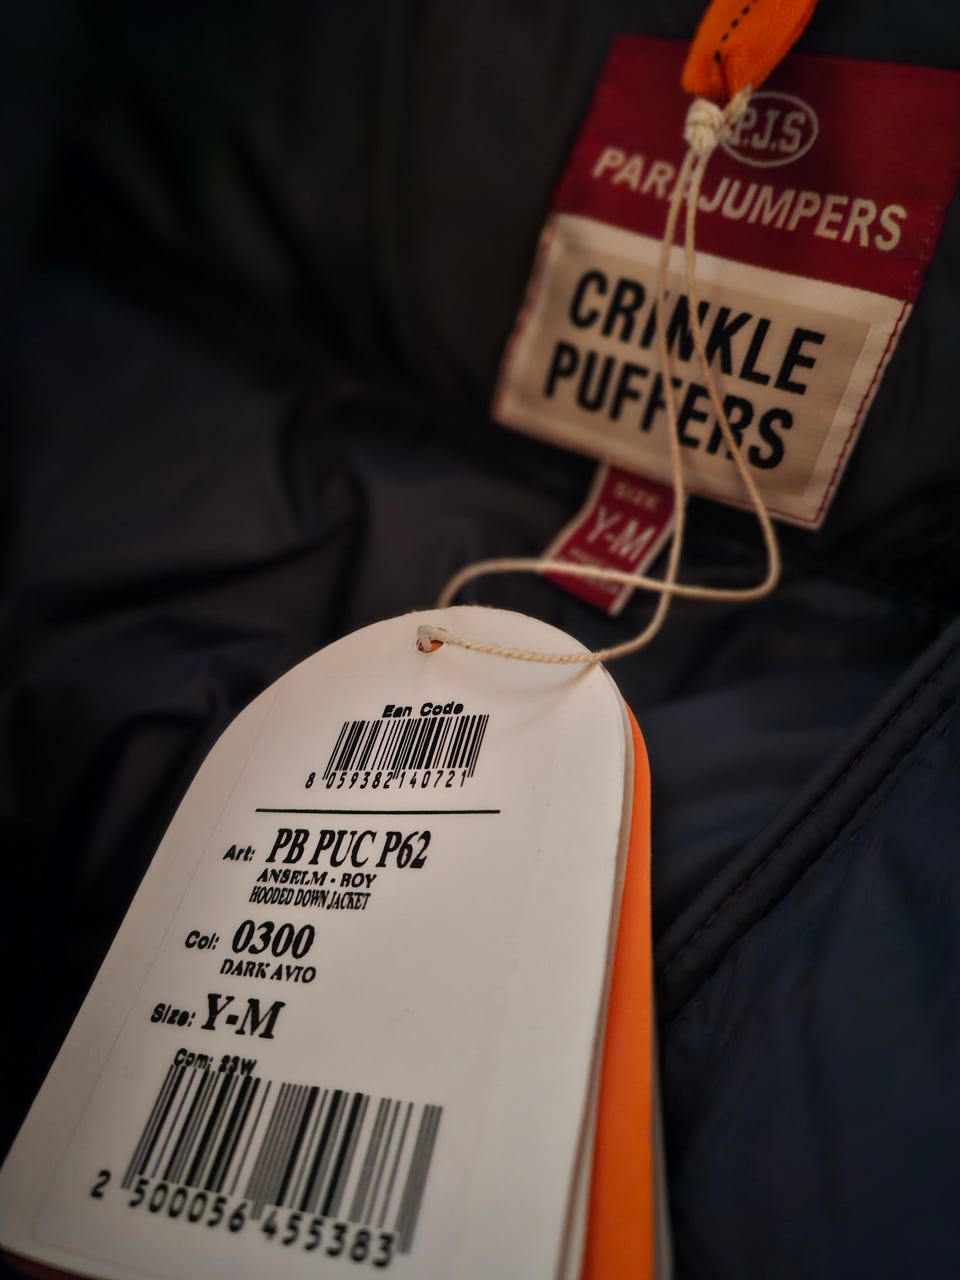 P.J.S
PARAJUMPERS
CRINKLE
PUFFERS
SIZE
Y-M
Ean Code
8 059382 140721
Art: PB PUC P62
ANSELM - BOY
HOODED DOWN JACKET
Col: 0300
DARK AVIO
Size: Y-M
Com: 23W
2 500056 455383